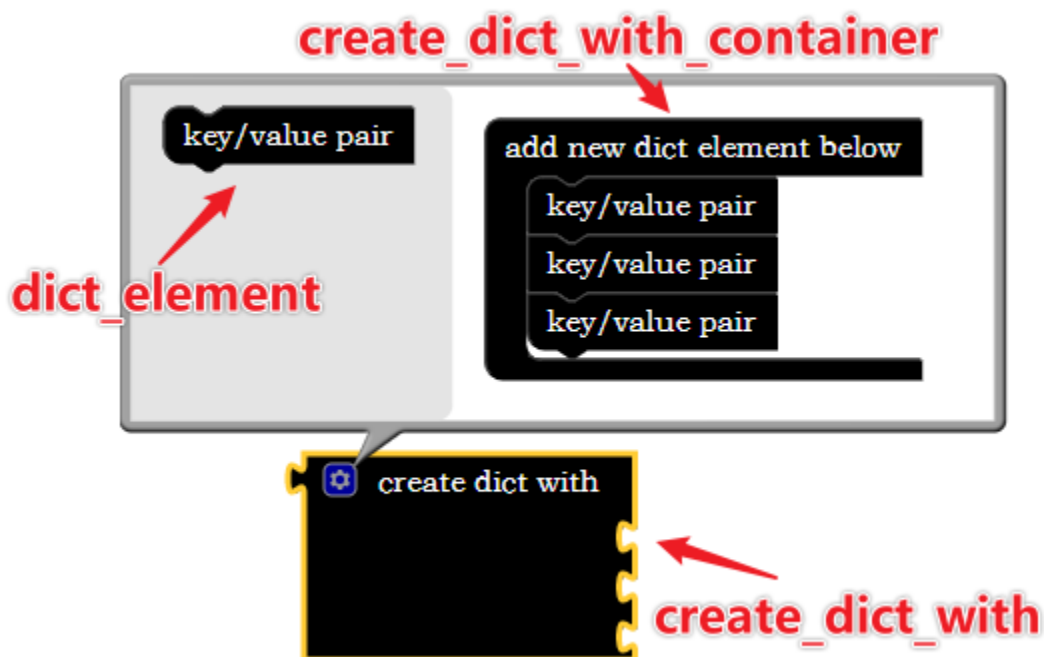 create_dict_with_container
key/value pair
add new dict element below
key/value pair
key/value pair
key/value pair
dict_element
create dict with
create_dict_with